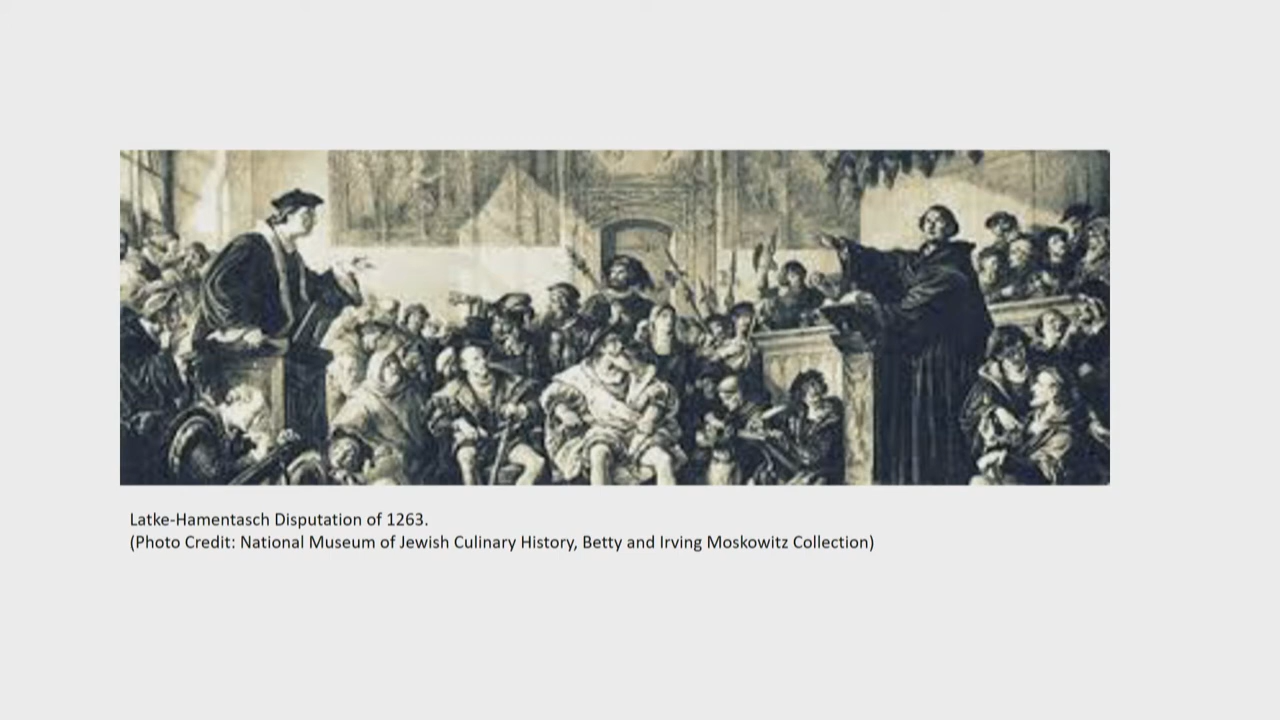 Latke-Hamentasch Disputation of 1263.
(Photo Credit: National Museum of Jewish Culinary History, Betty and Irving Moskowitz Collection)